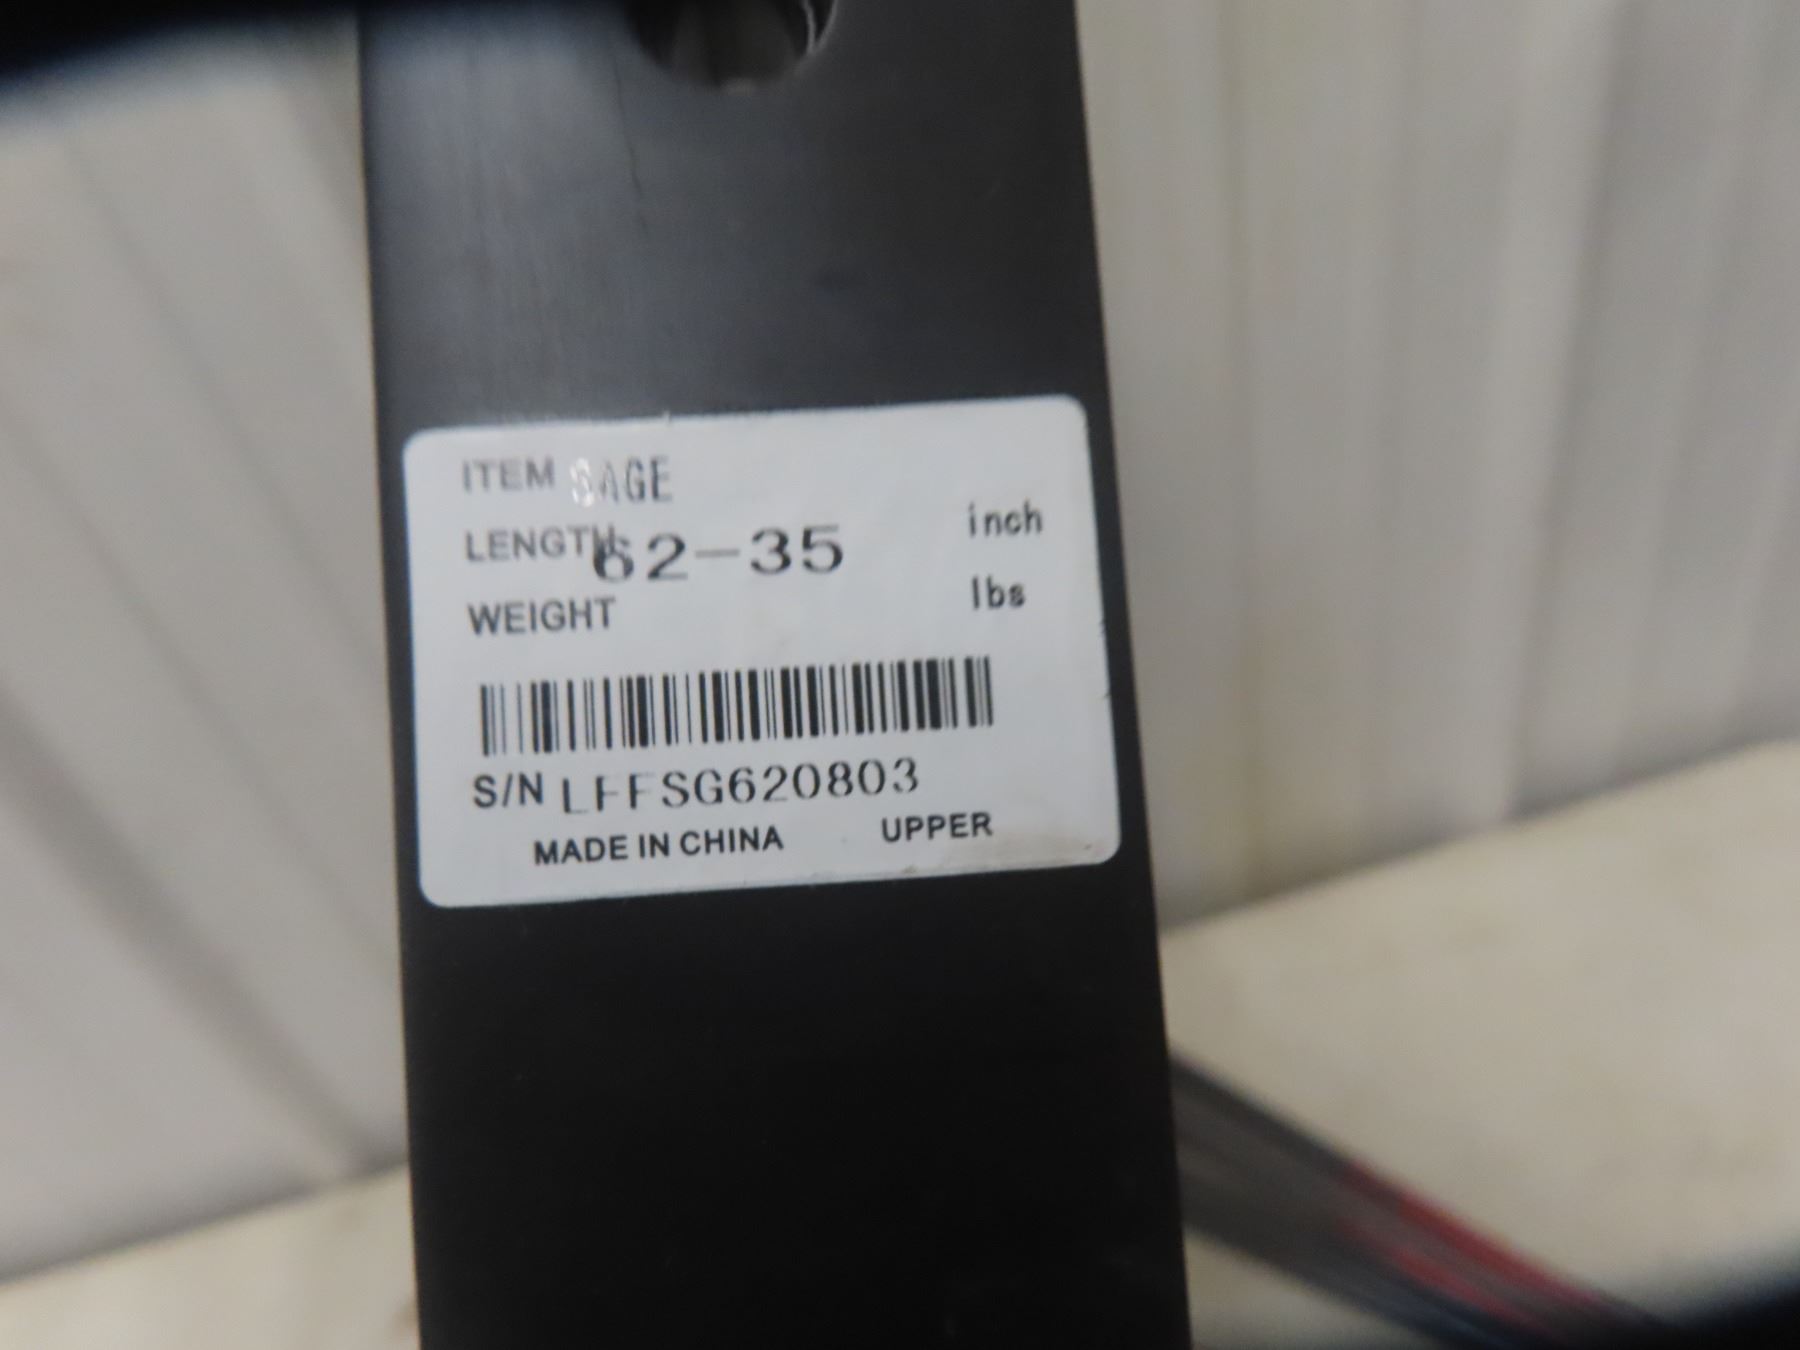 ITEM SAGE
LENGTH 62-35 inch
WEIGHT lbs
S/N LFFSG620803
MADE IN CHINA UPPER